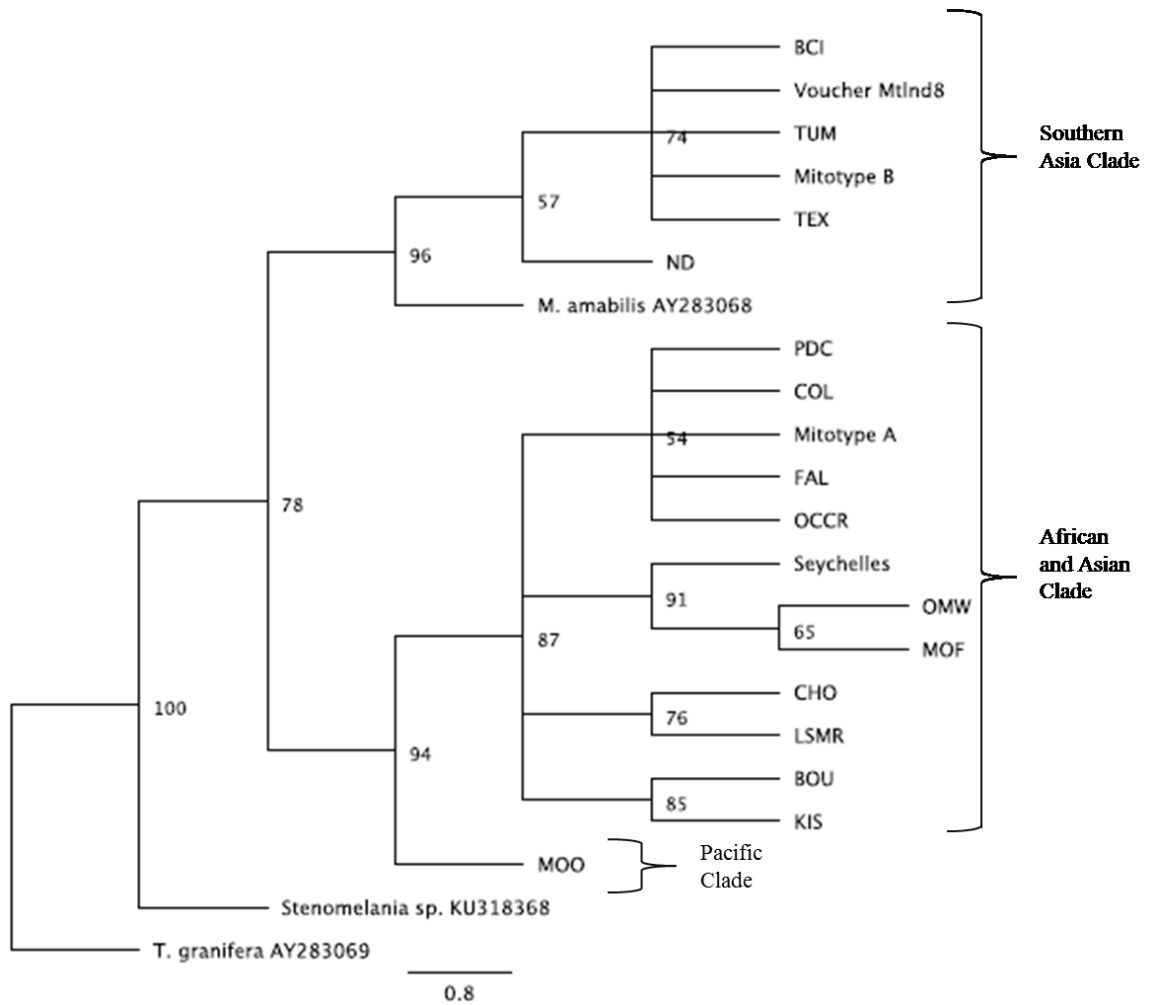 BCI
Voucher MtInd8
74
TUM
Southern
Asia Clade
Mitotype B
57
TEX
96
ND
M. amabilis AY283068
PDC
COL
54
Mitotype A
FAL
78
OCCR
African
and Asian
Clade
Seychelles
91
OMW
65
87
MOF
CHO
100
76
LSMR
94
BOU
85
KIS
MOO
Pacific
Clade
Stenomelania sp. KU318368
T. granifera AY283069
0.8